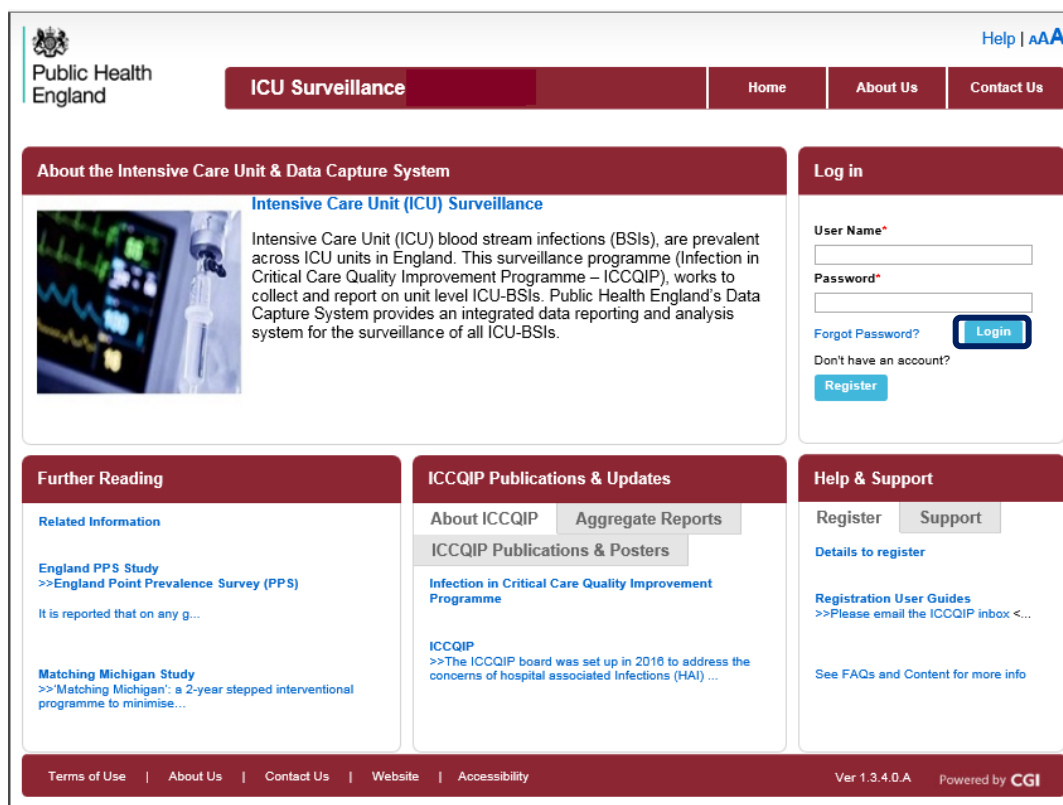 Help | AAA
Public Health
England
ICU Surveillance
Home
About Us
Contact Us
About the Intensive Care Unit & Data Capture System
Intensive Care Unit (ICU) Surveillance
Intensive Care Unit (ICU) blood stream infections (BSIs), are prevalent
across ICU units in England. This surveillance programme (Infection in
Critical Care Quality Improvement Programme – ICCQIP), works to
collect and report on unit level ICU-BSIs. Public Health England's Data
Capture System provides an integrated data reporting and analysis
system for the surveillance of all ICU-BSIs.
100
Log in
User Name*
Password*
Forgot Password?
Login
Don't have an account?
Register
Further Reading
Related Information
England PPS Study
>>England Point Prevalence Survey (PPS)
It is reported that on any g...
Matching Michigan Study
>>'Matching Michigan': a 2-year stepped interventional
programme to minimise...
ICCQIP Publications & Updates
About ICCQIP
Aggregate Reports
ICCQIP Publications & Posters
Infection in Critical Care Quality Improvement
Programme
ICCQIP
>>The ICCQIP board was set up in 2016 to address the
concerns of hospital associated Infections (HAI) ...
Help & Support
Register
Support
Details to register
Registration User Guides
>>Please email the ICCQIP inbox <...
See FAQs and Content for more info
Terms of Use | About Us | Contact Us | Website | Accessibility
Ver 1.3.4.0.A
Powered by CGI